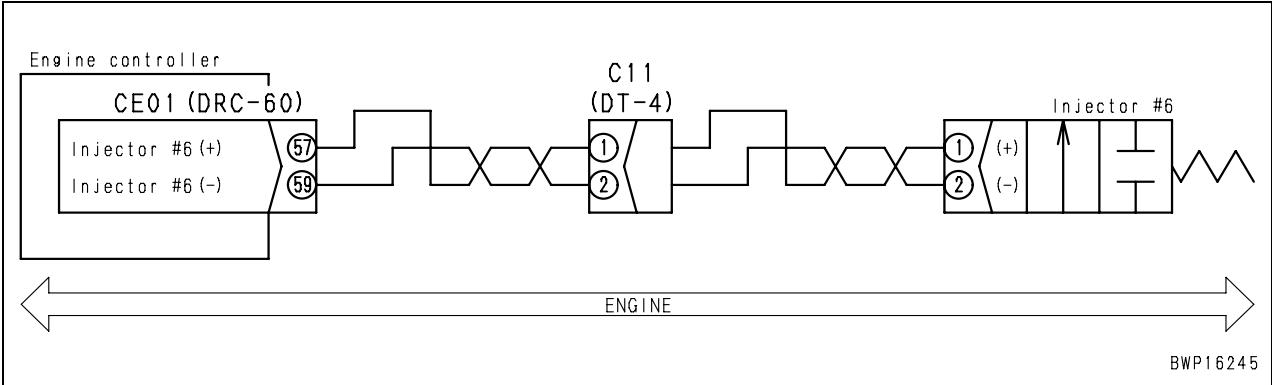 Engine controller
CE01 (DRC-60)
C11
(DT-4)
Injector #6
Injector #6 (+) 57 1 1 (+)
Injector #6 (-) 59 2 2 (-)
ENGINE
BWP16245